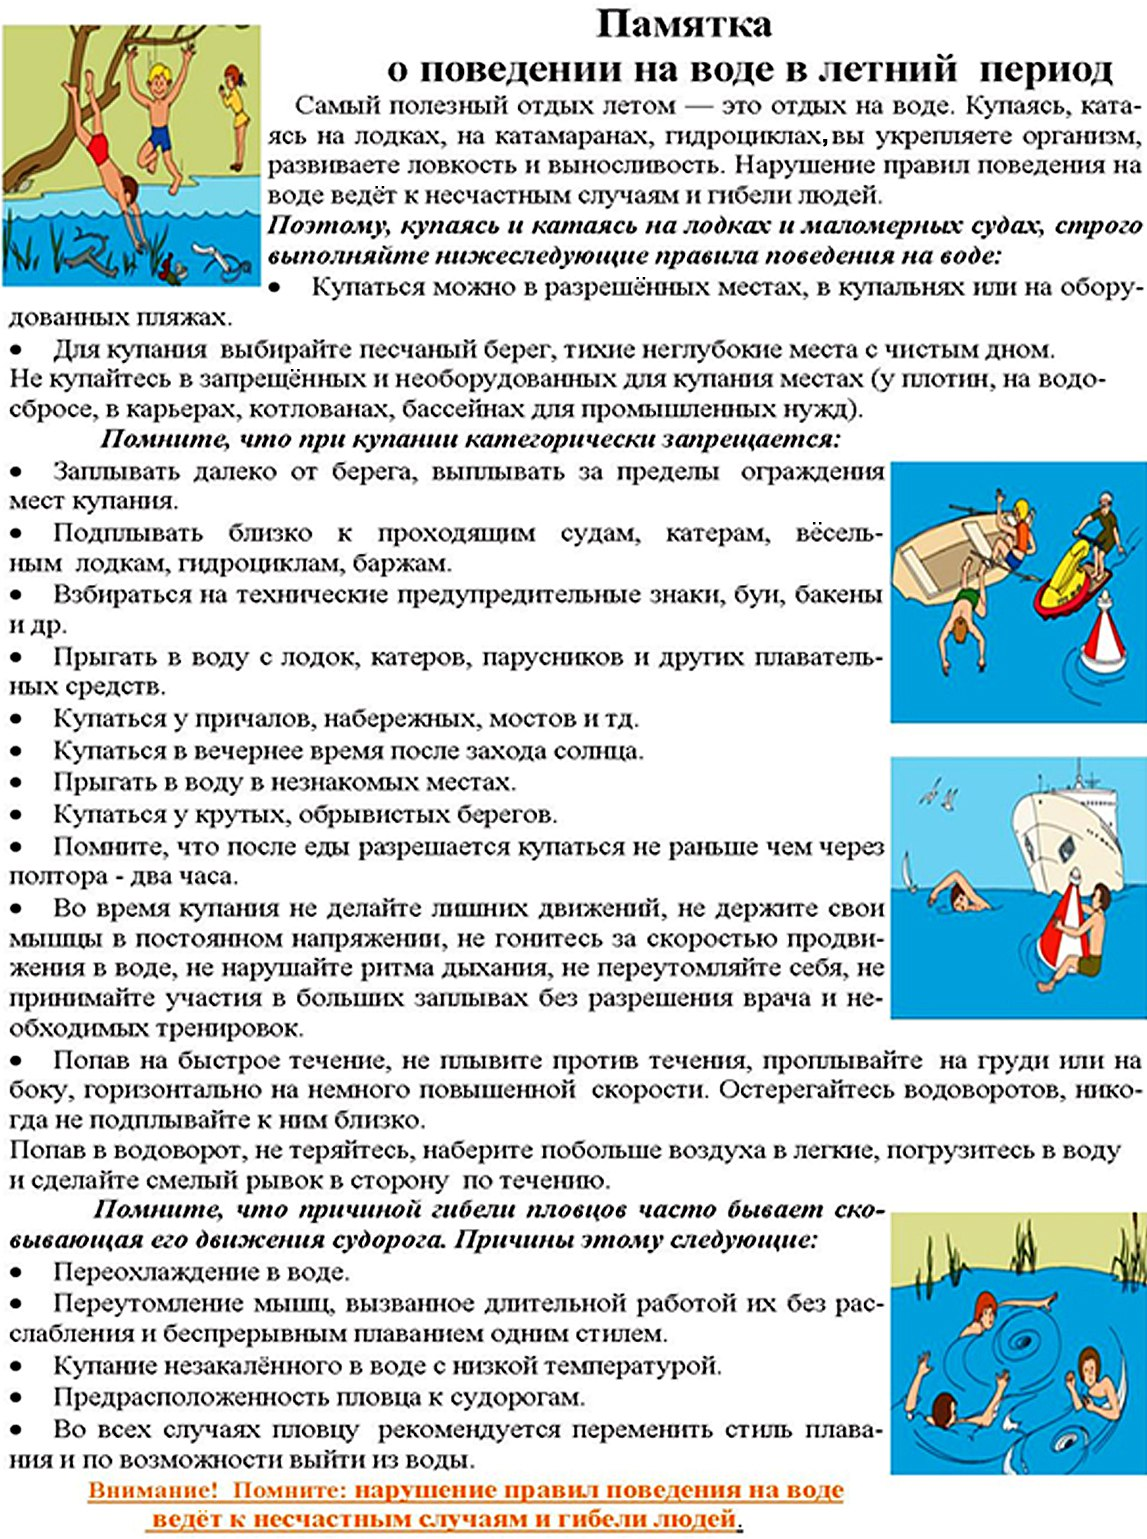 Памятка
о поведении на воде в летний период
Самый полезный отдых летом — это отдых на воде. Купаясь, ката-
ясь на лодках, на катамаранах, гидроциклах, вы укрепляете организм,
развиваете ловкость и выносливость. Нарушение правил поведения на
воде ведёт к несчастным случаям и гибели людей.
Поэтому, купаясь и катаясь на лодках и маломерных судах, строго
выполняйте нижеследующие правила поведения на воде:
• Купаться можно в разрешённых местах, в купальнях или на обору-
дованных пляжах.
• Для купания выбирайте песчаный берег, тихие неглубокие места с чистым дном.
Не купайтесь в запрещённых и необорудованных для купания местах (у плотин, на водо-
сбросе, в карьерах, котлованах, бассейнах для промышленных нужд).
Помните, что при купании категорически запрещается:
• Заплывать далеко от берега, выплывать за пределы ограждения
мест купания.
• Подплывать близко к проходящим судам, катерам, вёсель-
ным лодкам, гидроциклам, баржам.
• Взбираться на технические предупредительные знаки, буи, бакены
и др.
• Прыгать в воду с лодок, катеров, парусников и других плаватель-
ных средств.
• Купаться у причалов, набережных, мостов и тд.
• Купаться в вечернее время после захода солнца.
• Прыгать в воду в незнакомых местах.
• Купаться у крутых, обрывистых берегов.
• Помните, что после еды разрешается купаться не раньше чем через
полтора - два часа.
• Во время купания не делайте лишних движений, не держите свои
мышцы в постоянном напряжении, не гонитесь за скоростью продви-
жения в воде, не нарушайте ритма дыхания, не переутомляйте себя, не
принимайте участия в больших заплывах без разрешения врача и не-
обходимых тренировок.
• Попав на быстрое течение, не плывите против течения, проплывайте на груди или на
боку, горизонтально на немного повышенной скорости. Остерегайтесь водоворотов, нико-
гда не подплывайте к ним близко.
Попав в водоворот, не теряйтесь, наберите побольше воздуха в легкие, погрузитесь в воду
и сделайте смелый рывок в сторону по течению.
Помните, что причиной гибели пловцов часто бывает ско-
вывающая его движения судорога. Причины этому следующие:
• Переохлаждение в воде.
• Переутомление мышц, вызванное длительной работой их без рас-
слабления и беспрерывным плаванием одним стилем.
• Купание незакалённого в воде с низкой температурой.
• Предрасположенность пловца к судорогам.
• Во всех случаях пловцу рекомендуется переменить стиль плава-
ния и по возможности выйти из воды.
Внимание! Помните: нарушение правил поведения на воде
ведёт к несчастным случаям и гибели людей.